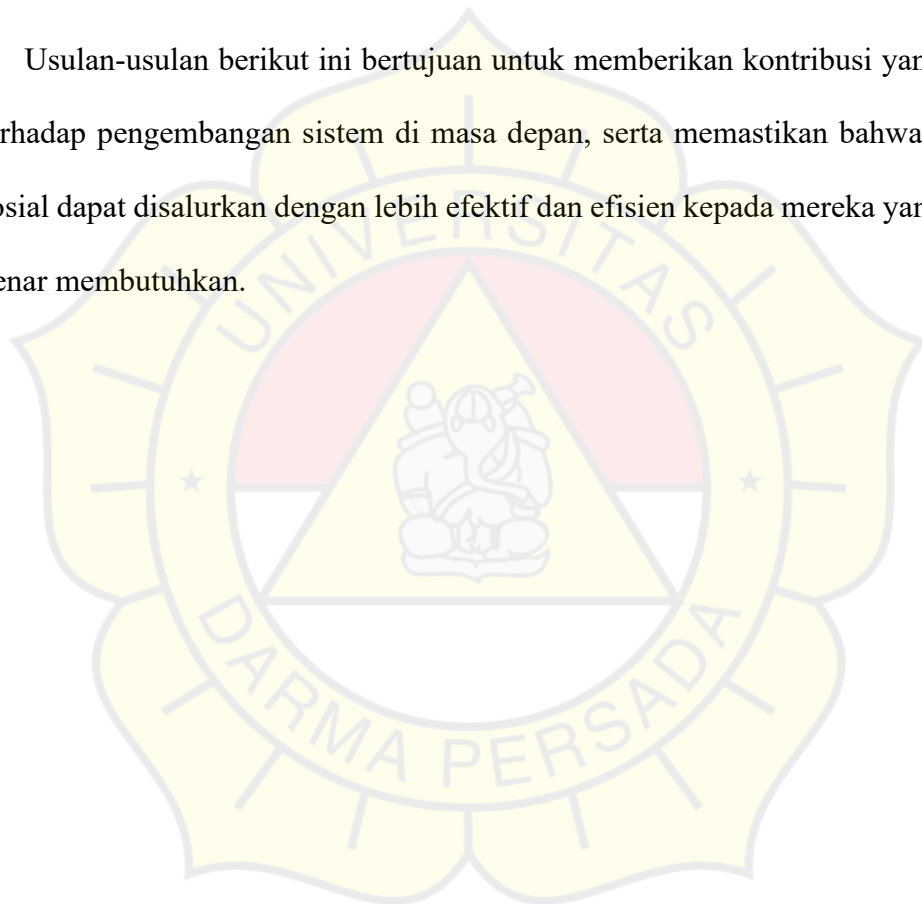 Usulan-usulan berikut ini bertujuan untuk memberikan kontribusi yan
rhadap pengembangan sistem di masa depan, serta memastikan bahwa
osial dapat disalurkan dengan lebih efektif dan efisien kepada mereka yan
enar membutuhkan.
UNIVERSITAS
DARMA PERSADA